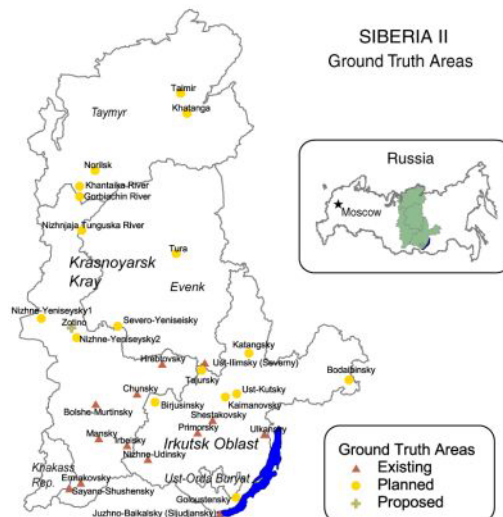 SIBERIA II
Ground Truth Areas
Taimir
Khatanga
Taymyr
Russia
Moscow
Norilsk
Khantaika River
Gorbiachin River
Nizhnjaja Tunguska River
Tura
Krasnoyarsk
Kray
Evenk
Nizhne-Yeniseysky1
Zotino
Severo-Yeniseisky
Nizhne-Yeniseysky2
Katangsky
Hrebtovsky
Ust-Ilimsky (Severny)
Tajursky
Bodaibinsky
Chunsky
Ust-Kutsky
Bolshe-Murtinsky
Birjusinsky
Kaimanovsky
Shestakovsky
Primorsky
Ulkansky
Mansky
Irbeisky
Irkutsk Oblast
Nizhne-Udinsky
Khakass
Rep.
Ermakovsky
Sayano-Shushensky
Ust-Orda Buryat
Goloustensky
Juzhno-Baikalsky (Sljudjansky)
Ground Truth Areas
Existing
Planned
Proposed